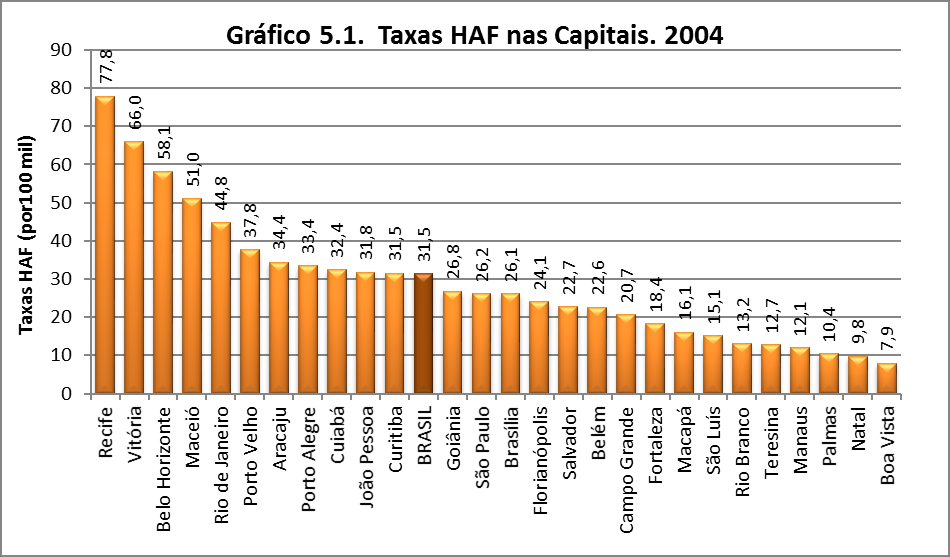 Gráfico 5.1.  Taxas HAF nas Capitais. 2004
Taxas HAF (por100 mil)
90
80
70
60
50
40
30
20
10
0
77,8
66,0
58,1
51,0
44,8
37,8
34,4
33,4
32,4
31,8
31,5
31,5
26,8
26,2
26,1
24,1
22,7
22,6
20,7
18,4
16,1
15,1
13,2
12,7
12,1
10,4
9,8
7,9
Recife
Vitória
Belo Horizonte
Maceió
Rio de Janeiro
Porto Velho
Aracaju
Porto Alegre
Cuiabá
João Pessoa
Curitiba
BRASIL
Goiânia
São Paulo
Brasília
Florianópolis
Salvador
Belém
Campo Grande
Fortaleza
Macapá
São Luís
Rio Branco
Teresina
Manaus
Palmas
Natal
Boa Vista